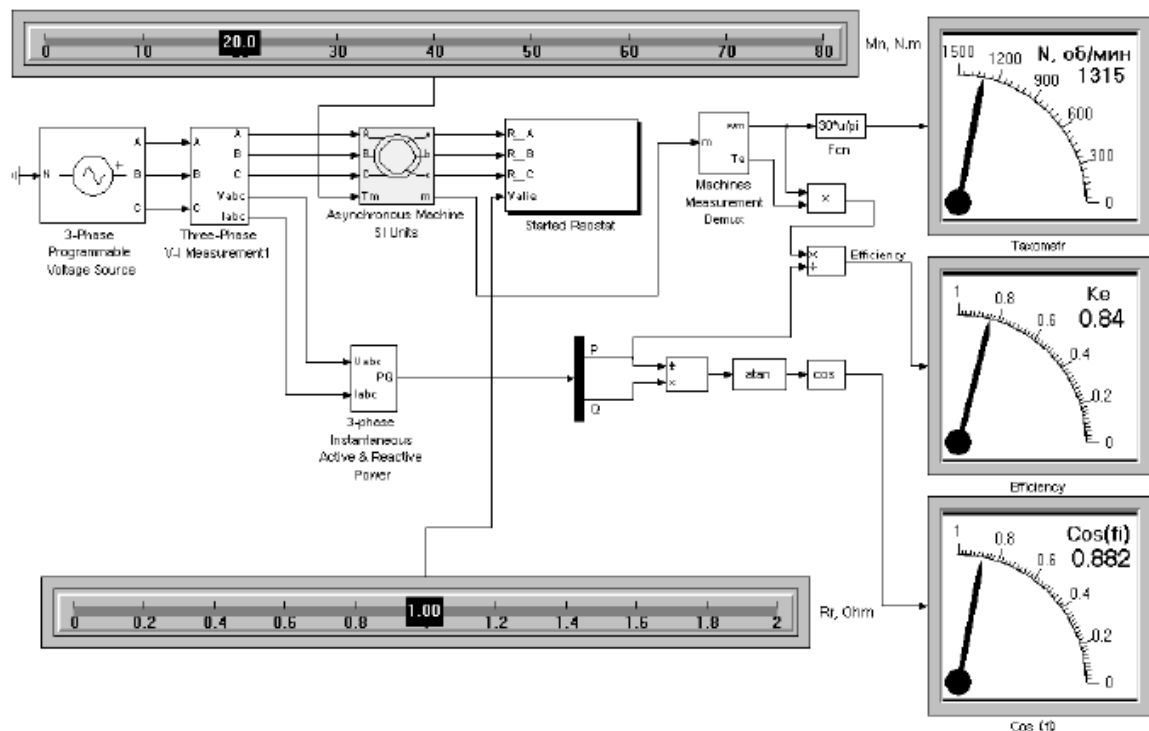 20.0
0 10 20 30 40 50 60 70 80
Mn, N.m
N
A
B
C
3-Phase
Programmable
Voltage Source
A
B
C
A
B
C
Vabc
Iabc
Three-Phase
V-I Measurement1
A
B
C
Tm
a
b
c
m
Asynchronous Machine
SI Units
R_A
R_B
R_C
Valie
Started Reostat
m
wm
Te
Machines
Measurement
Demux
30*u/pi
Fcn
×
×
÷
Efficiency
Uabc
Iabc
PQ
3-phase
Instantaneous
Active & Reactive
Power
P
Q
÷
×
atan
cos
1.00
0 0.2 0.4 0.6 0.8 1.2 1.4 1.6 1.8 2
Rr, Ohm
N, об/мин
1315
1500
1200
900
600
300
0
Taxometr
Ke
0.84
1
0.8
0.6
0.4
0.2
0
Efficiency
Cos(fi)
0.882
1
0.8
0.6
0.4
0.2
0
Cos (fi)